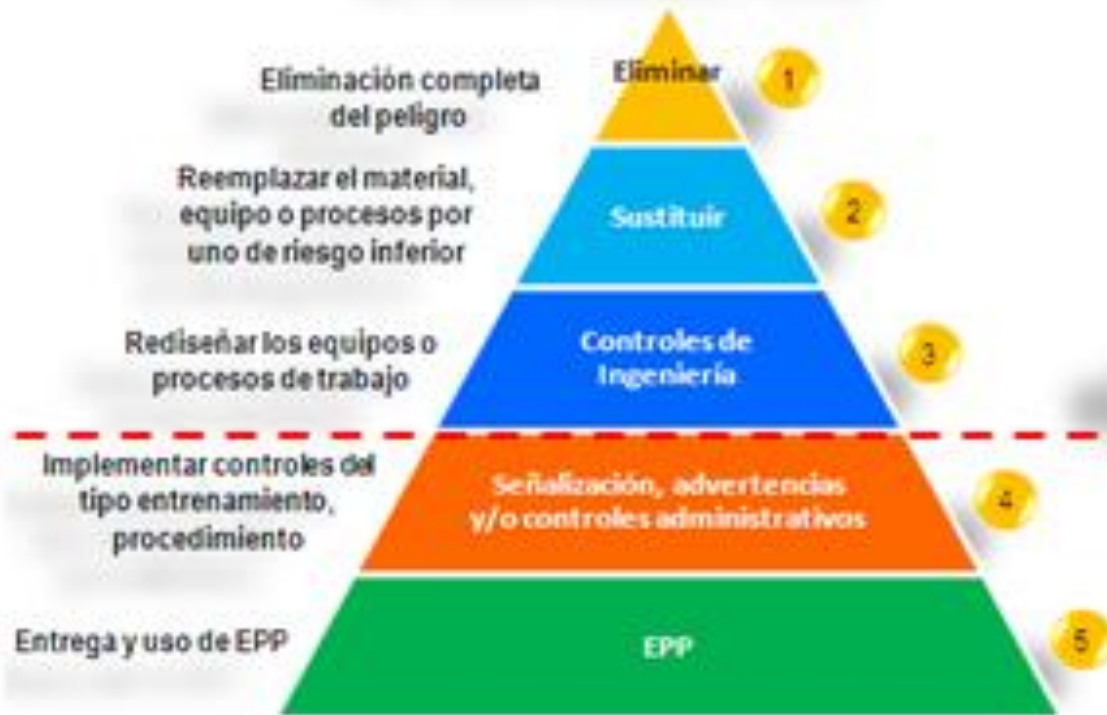 Eliminación completa
del peligro
Eliminar
1
Reemplazar el material,
equipo o procesos por
uno de riesgo inferior
Sustituir
2
Rediseñar los equipos o
procesos de trabajo
Controles de
Ingeniería
3
Implementar controles del
tipo entrenamiento,
procedimiento
Señalización, advertencias
y/o controles administrativos
4
Entrega y uso de EPP
EPP
5